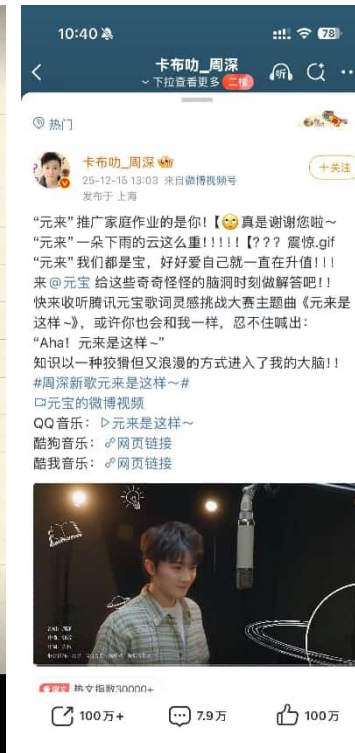 10:40
78
卡布叻_周深
下拉查看更多 二楼
听
热门
卡布叻_周深
+关注
25-12-15 13:03 来自微博视频号
发布于 上海
“元来”推广家庭作业的是你!【🙄真是谢谢您啦~
“元来”一朵下雨的云这么重!!!!!【??? 震惊.gif
“元来”我们都是宝，好好爱自己就一直在升值!!!
来@元宝 给这些奇奇怪怪的脑洞时刻做解答吧!!
快来收听腾讯元宝歌词灵感挑战大赛主题曲《元来是
这样~》，或许你也会和我一样，忍不住喊出:
“Aha! 元来是这样~”
知识以一种狡猾但又浪漫的方式进入了我的大脑!!
#周深新歌元来是这样~#
元宝的微博视频
QQ音乐: 元来是这样~
酷狗音乐: 网页链接
酷我音乐: 网页链接
热文指数30000+
100万+
7.9万
100万